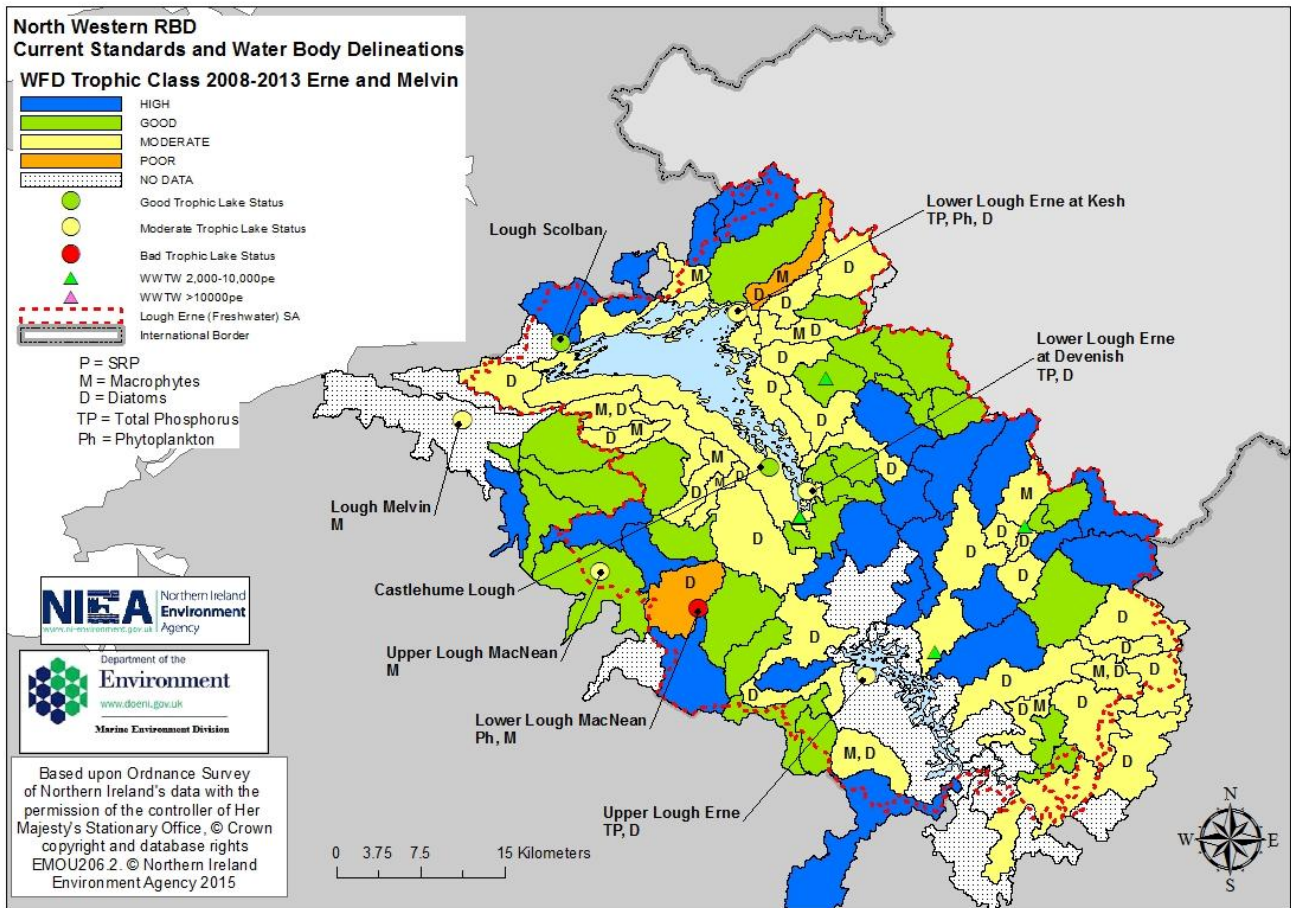 North Western RBD
Current Standards and Water Body Delineations
WFD Trophic Class 2008-2013 Erne and Melvin
HIGH
GOOD
MODERATE
POOR
NO DATA
Good Trophic Lake Status
Moderate Trophic Lake Status
Bad Trophic Lake Status
WWTW 2,000-10,000pe
WWTW >10000pe
Lough Erne (Freshwater) SA
International Border
P = SRP
M = Macrophytes
D = Diatoms
TP = Total Phosphorus
Ph = Phytoplankton
Lough Scolban
Lower Lough Erne at Kesh
TP, Ph, D
Lower Lough Erne
at Devenish
TP, D
Lough Melvin
M
Castlehume Lough
Upper Lough MacNean
M
Lower Lough MacNean
Ph, M
Upper Lough Erne
TP, D
M
M
D
D
D
M
D
D
D
D
M, D
M
D
M
D
M
D
D
D
M
D
D
D
D
D
D
D
D
D
M, D
D
D
M
D
D
D
M, D
NIEA
Northern Ireland
Environment
Agency
www.ni-environment.gov.uk
Department of the
Environment
www.doeni.gov.uk
Marine Environment Division
Based upon Ordnance Survey
of Northern Ireland's data with the
permission of the controller of Her
Majesty's Stationary Office, © Crown
copyright and database rights
EMOU206.2. © Northern Ireland
Environment Agency 2015
0 3.75 7.5 15 Kilometers
N
W E
S